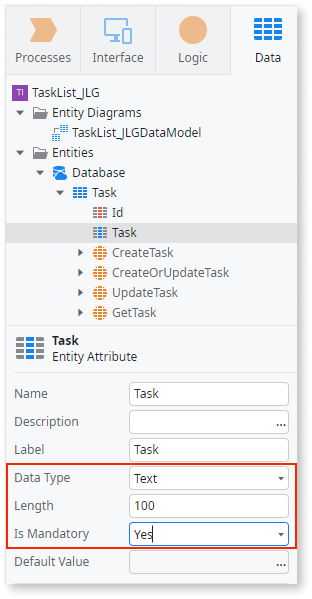 Processes Interface Logic Data
TI TaskList_JLG
Entity Diagrams
TaskList_JLGDataModel
Entities
Database
Task
Id
Task
CreateTask
CreateOrUpdateTask
UpdateTask
GetTask
Task
Entity Attribute
Name Task
Description ...
Label Task
Data Type Text
Length 100
Is Mandatory Yes
Default Value ...